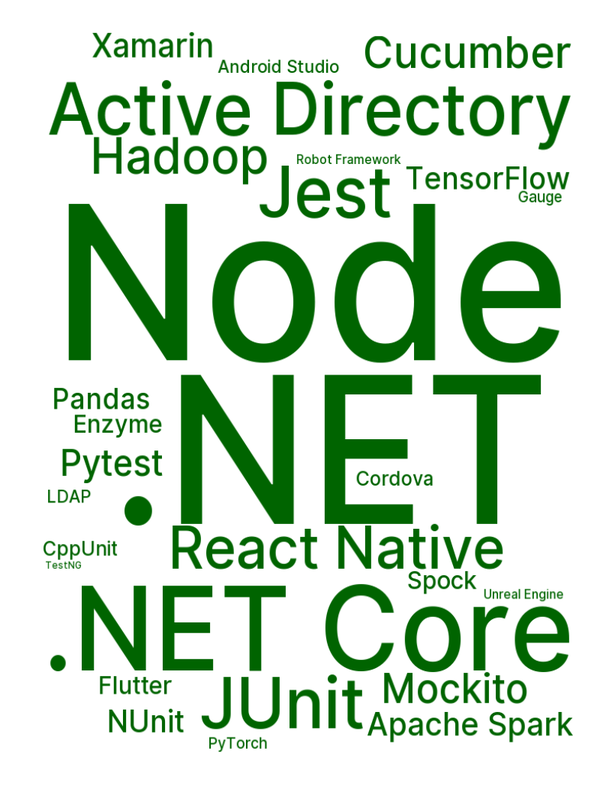 Xamarin
Cucumber
Android Studio
Active Directory
Hadoop
Robot Framework
Jest
TensorFlow
Gauge
Node
.NET
Pandas
Enzyme
Pytest
Cordova
LDAP
React Native
CppUnit
TestNG
Spock
Unreal Engine
.NET Core
Flutter
JUnit
Mockito
NUnit
Apache Spark
PyTorch